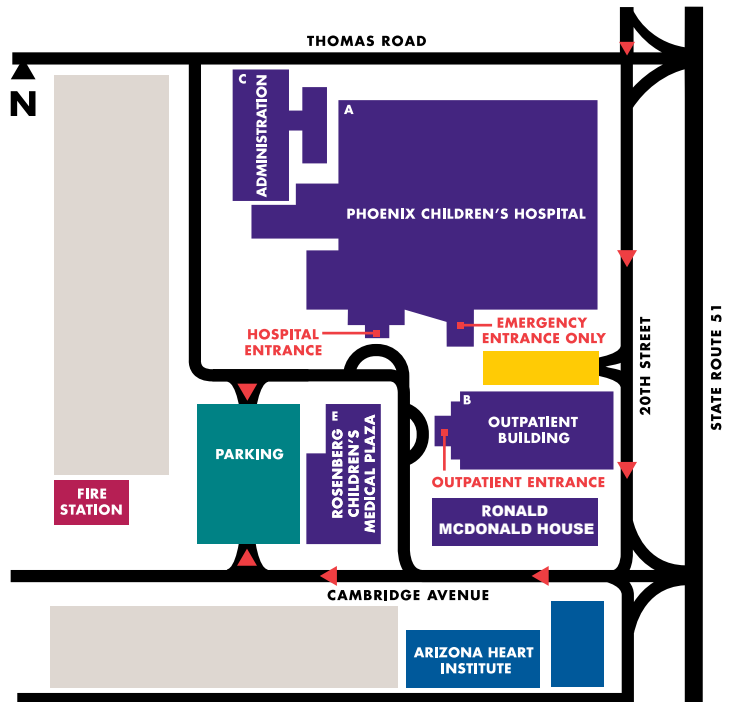 THOMAS ROAD
N
C
ADMINISTRATION
A
PHOENIX CHILDREN'S HOSPITAL
HOSPITAL
ENTRANCE
EMERGENCY
ENTRANCE ONLY
20TH STREET
STATE ROUTE 51
B
OUTPATIENT
BUILDING
OUTPATIENT ENTRANCE
E
ROSENBERG
CHILDREN'S
MEDICAL PLAZA
PARKING
FIRE
STATION
RONALD
MCDONALD HOUSE
CAMBRIDGE AVENUE
ARIZONA HEART
INSTITUTE